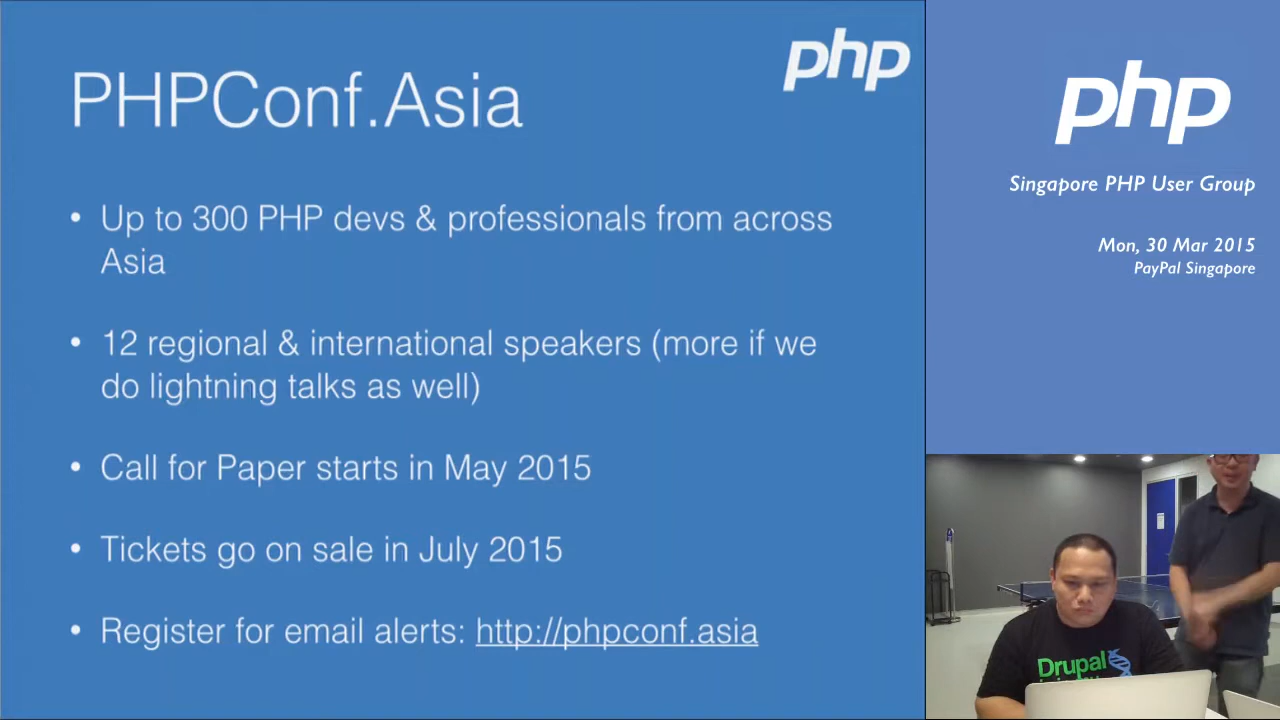 PHPConf.Asia
php
• Up to 300 PHP devs & professionals from across
Asia
• 12 regional & international speakers (more if we
do lightning talks as well)
• Call for Paper starts in May 2015
• Tickets go on sale in July 2015
• Register for email alerts: http://phpconf.asia
php
Singapore PHP User Group
Mon, 30 Mar 2015
PayPal Singapore
Drupal